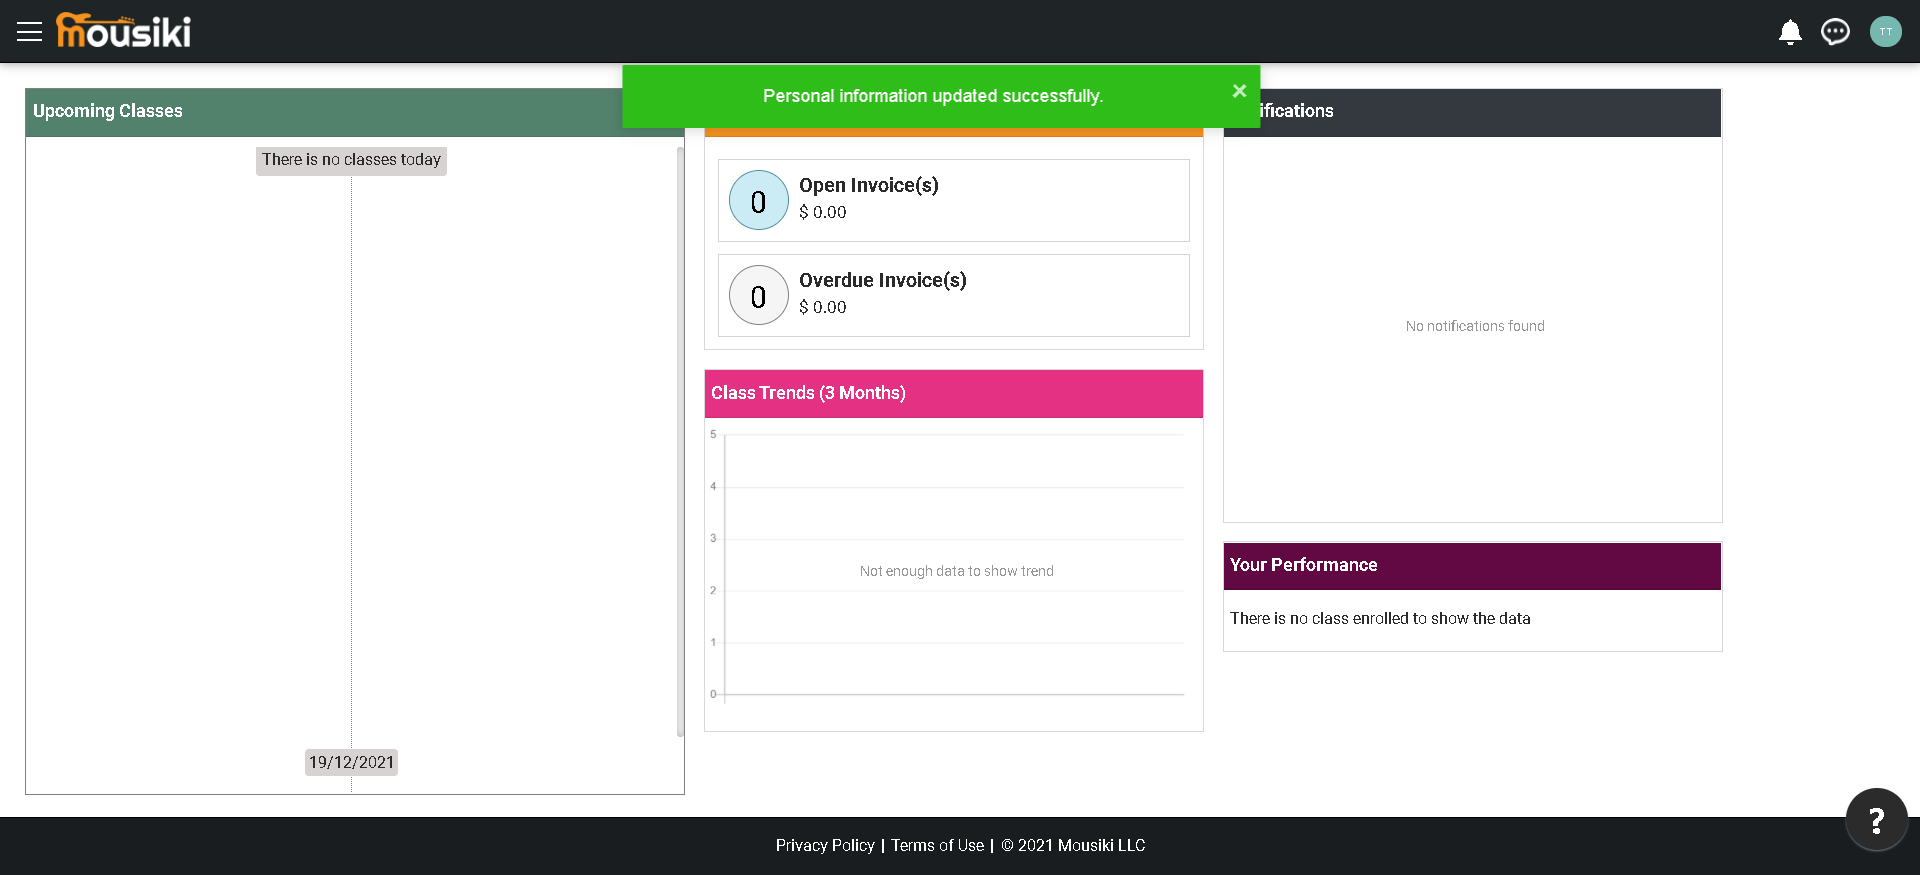 mousiki
TT
Personal information updated successfully.
×
Upcoming Classes
ifications
There is no classes today
0
Open Invoice(s)
$ 0.00
0
Overdue Invoice(s)
$ 0.00
No notifications found
Class Trends (3 Months)
5
4
3
Not enough data to show trend
2
1
0
Your Performance
There is no class enrolled to show the data
19/12/2021
?
Privacy Policy | Terms of Use | © 2021 Mousiki LLC